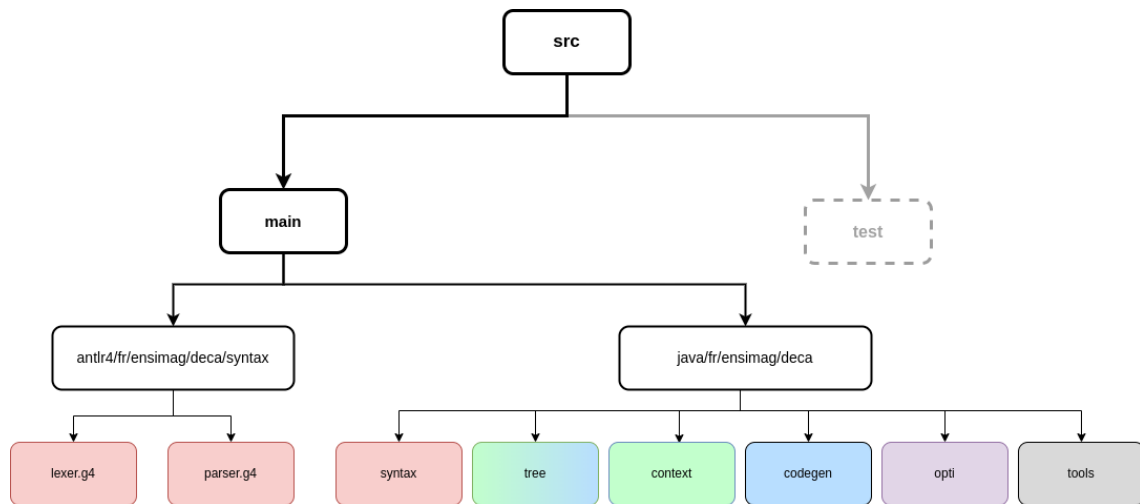 src
main
test
antlr4/fr/ensimag/deca/syntax
java/fr/ensimag/deca
lexer.g4
parser.g4
syntax
tree
context
codegen
opti
tools